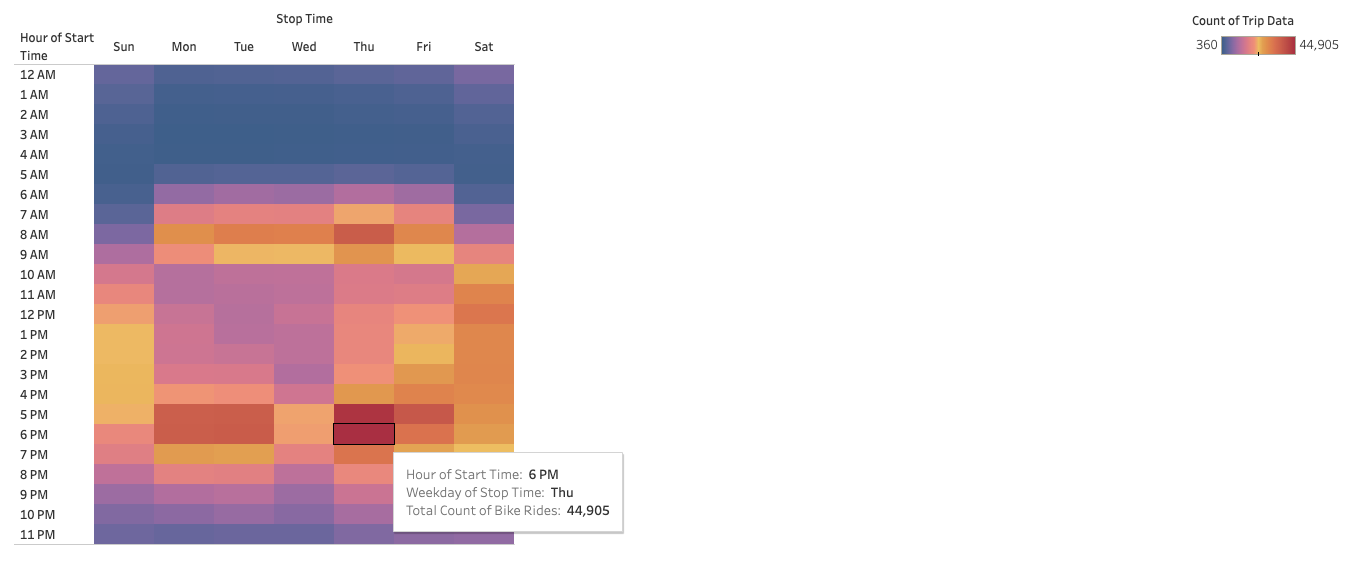 Stop Time
Hour of Start
Time
Sun Mon Tue Wed Thu Fri Sat
12 AM
1 AM
2 AM
3 AM
4 AM
5 AM
6 AM
7 AM
8 AM
9 AM
10 AM
11 AM
12 PM
1 PM
2 PM
3 PM
4 PM
5 PM
6 PM
7 PM
8 PM
9 PM
10 PM
11 PM
Hour of Start Time: 6 PM
Weekday of Stop Time: Thu
Total Count of Bike Rides: 44,905
Count of Trip Data
360 44,905